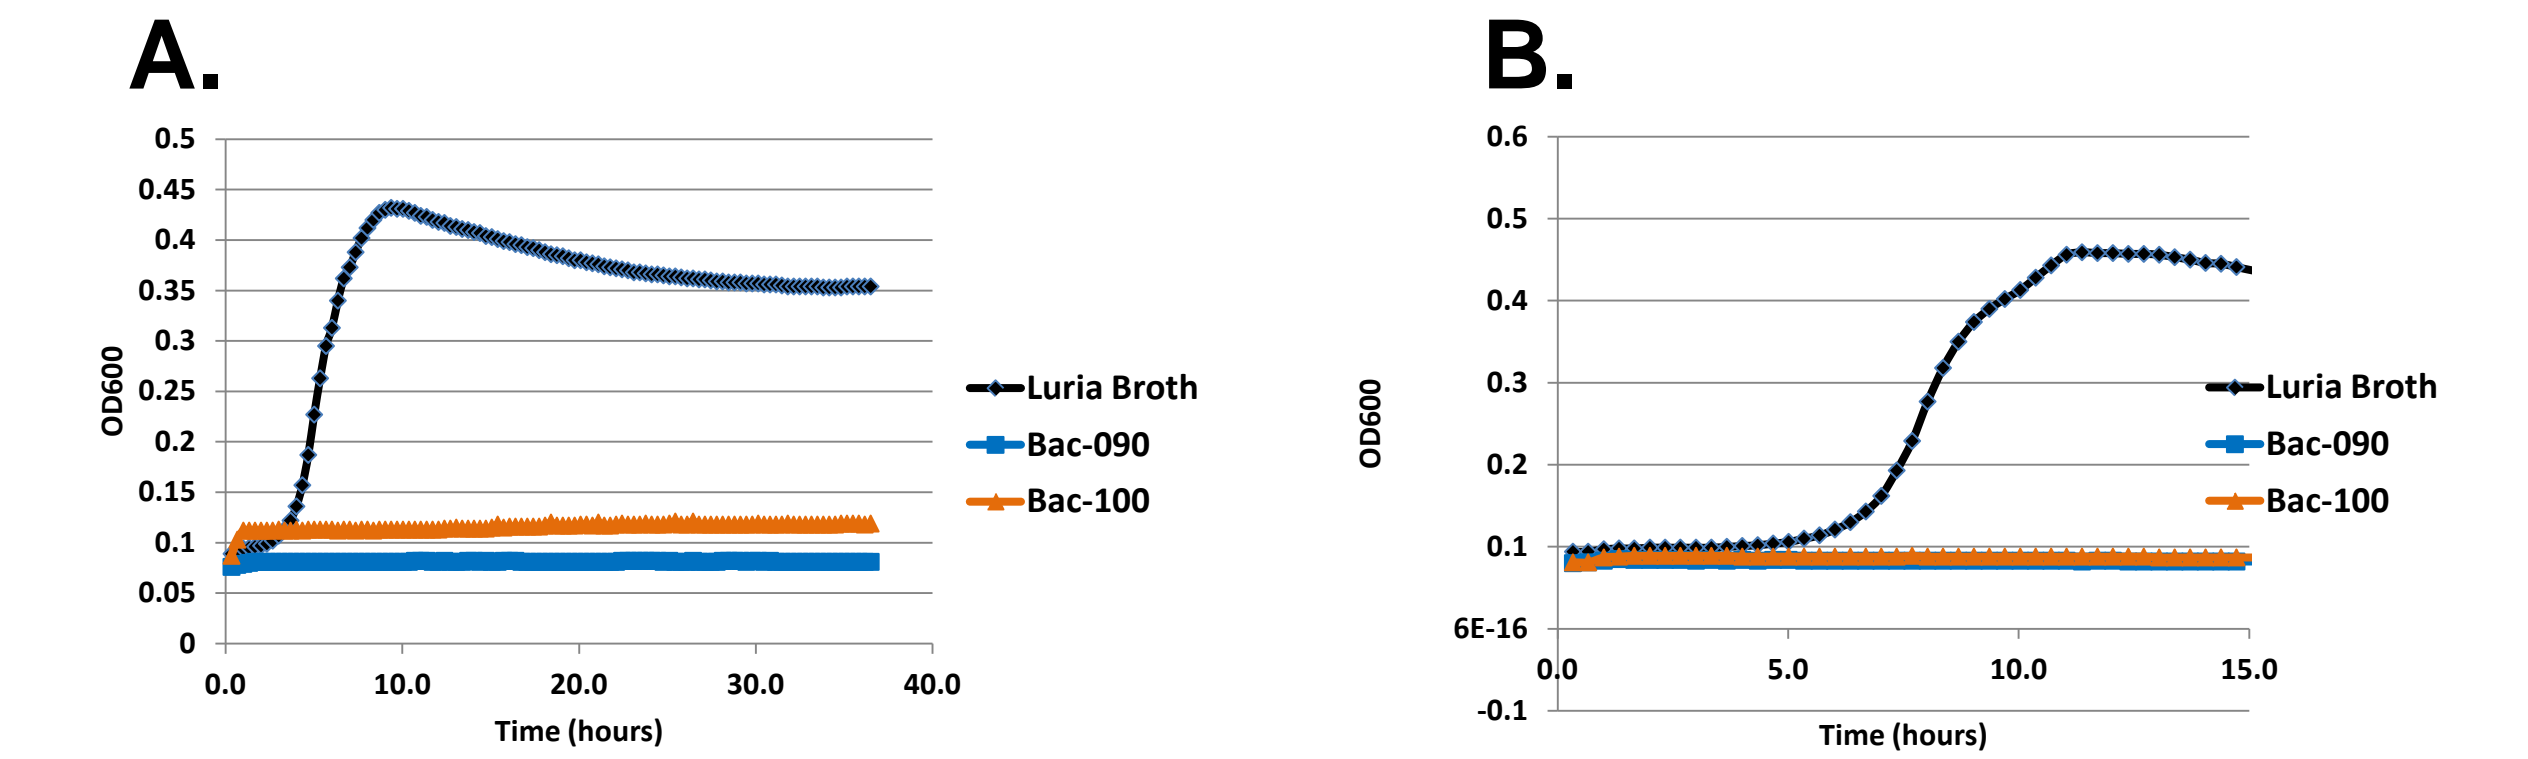 A.
0.5
0.45
0.4
0.35
0.3
0.25
0.2
0.15
0.1
0.05
0
OD600
0.0 10.0 20.0 30.0 40.0
Time (hours)
Luria Broth
Bac-090
Bac-100
B.
0.6
0.5
0.4
0.3
0.2
0.1
6E-16
-0.1
OD600
0.0 5.0 10.0 15.0
Time (hours)
Luria Broth
Bac-090
Bac-100